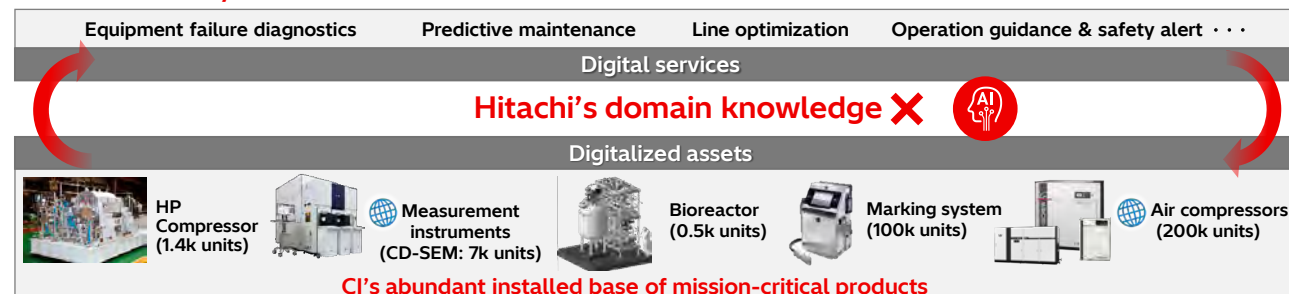 Equipment failure diagnostics Predictive maintenance Line optimization Operation guidance & safety alert ・・・
Digital services
Hitachi's domain knowledge ✕ AI
Digitalized assets
HP
Compressor
(1.4k units)
Measurement
instruments
(CD-SEM: 7k units)
Bioreactor
(0.5k units)
Marking system
(100k units)
Air compressors
(200k units)
CI's abundant installed base of mission-critical products